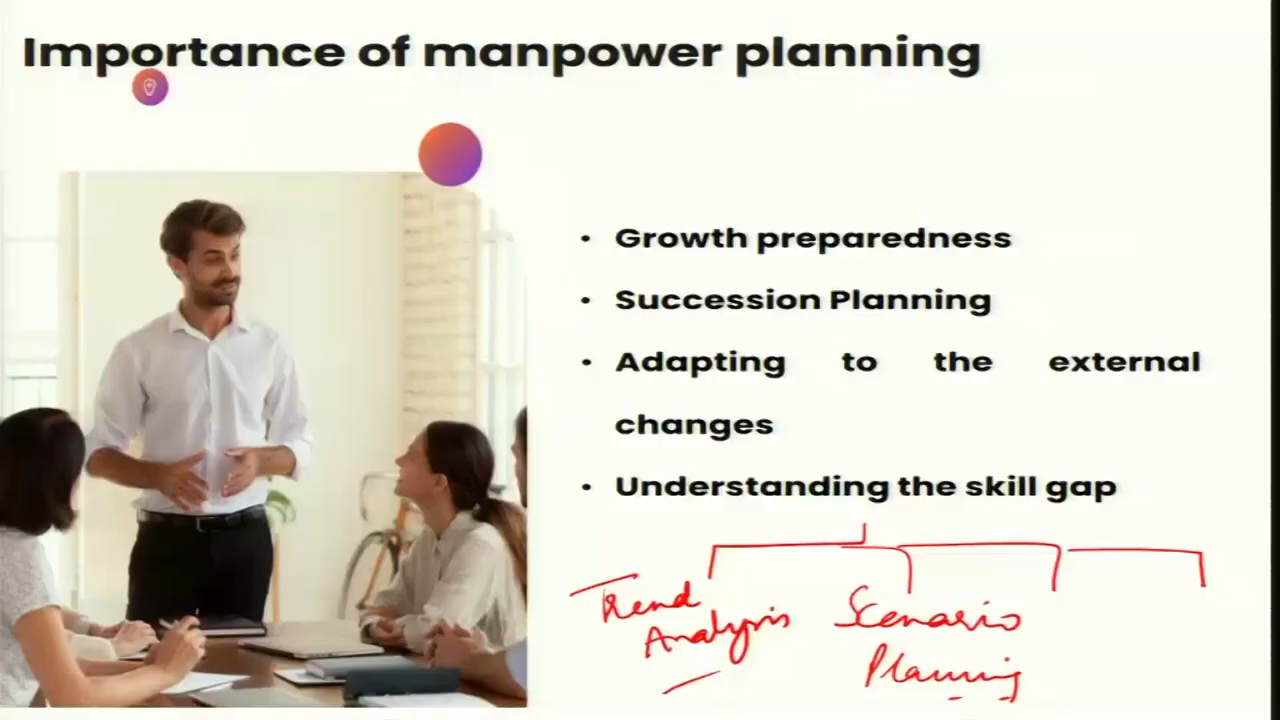 Importance of manpower planning
• Growth preparedness
• Succession Planning
• Adapting to the external
changes
• Understanding the skill gap
Trend
Analysis
Scenario
Planning